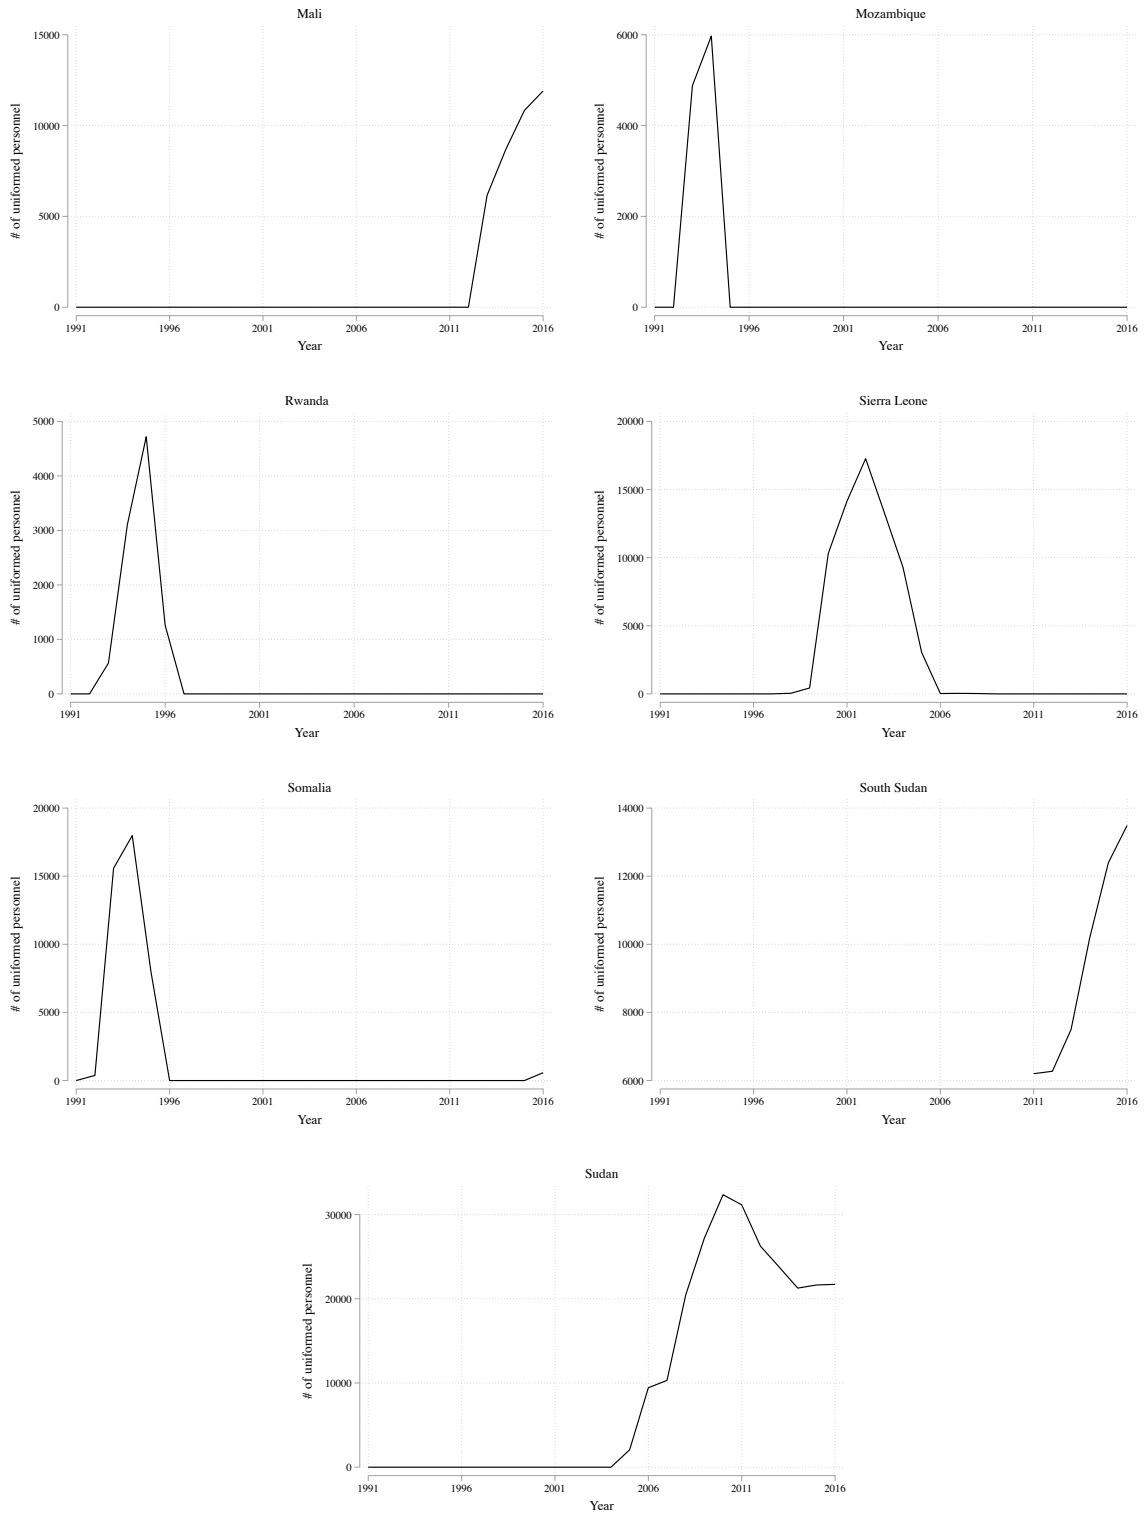 Mali
15000
10000
5000
0
# of uniformed personnel
1991 1996 2001 2006 2011 2016
Year
Mozambique
6000
4000
2000
0
# of uniformed personnel
1991 1996 2001 2006 2011 2016
Year
Rwanda
5000
4000
3000
2000
1000
0
# of uniformed personnel
1991 1996 2001 2006 2011 2016
Year
Sierra Leone
20000
15000
10000
5000
0
# of uniformed personnel
1991 1996 2001 2006 2011 2016
Year
Somalia
20000
15000
10000
5000
0
# of uniformed personnel
1991 1996 2001 2006 2011 2016
Year
South Sudan
14000
12000
10000
8000
6000
# of uniformed personnel
1991 1996 2001 2006 2011 2016
Year
Sudan
30000
20000
10000
0
# of uniformed personnel
1991 1996 2001 2006 2011 2016
Year